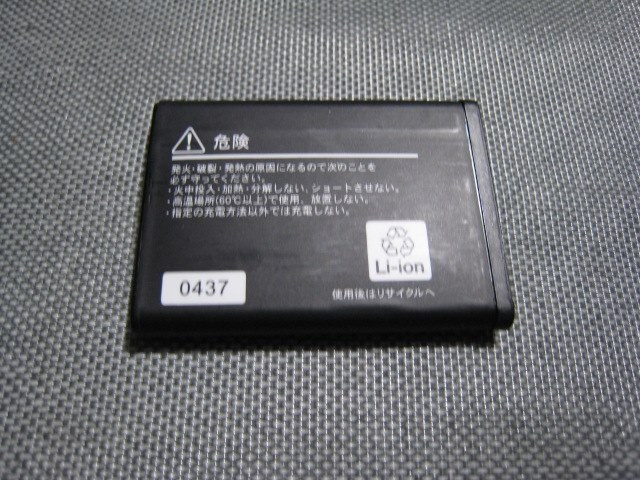 危険
発火・破裂・発熱の原因になるので次のことを
必ず守ってください。
・火中投入・加熱・分解しない、ショートさせない。
・高温場所(60℃以上)で使用、放置しない。
・指定の充電方法以外では充電しない。
Li-ion
0437
使用後はリサイクルへ